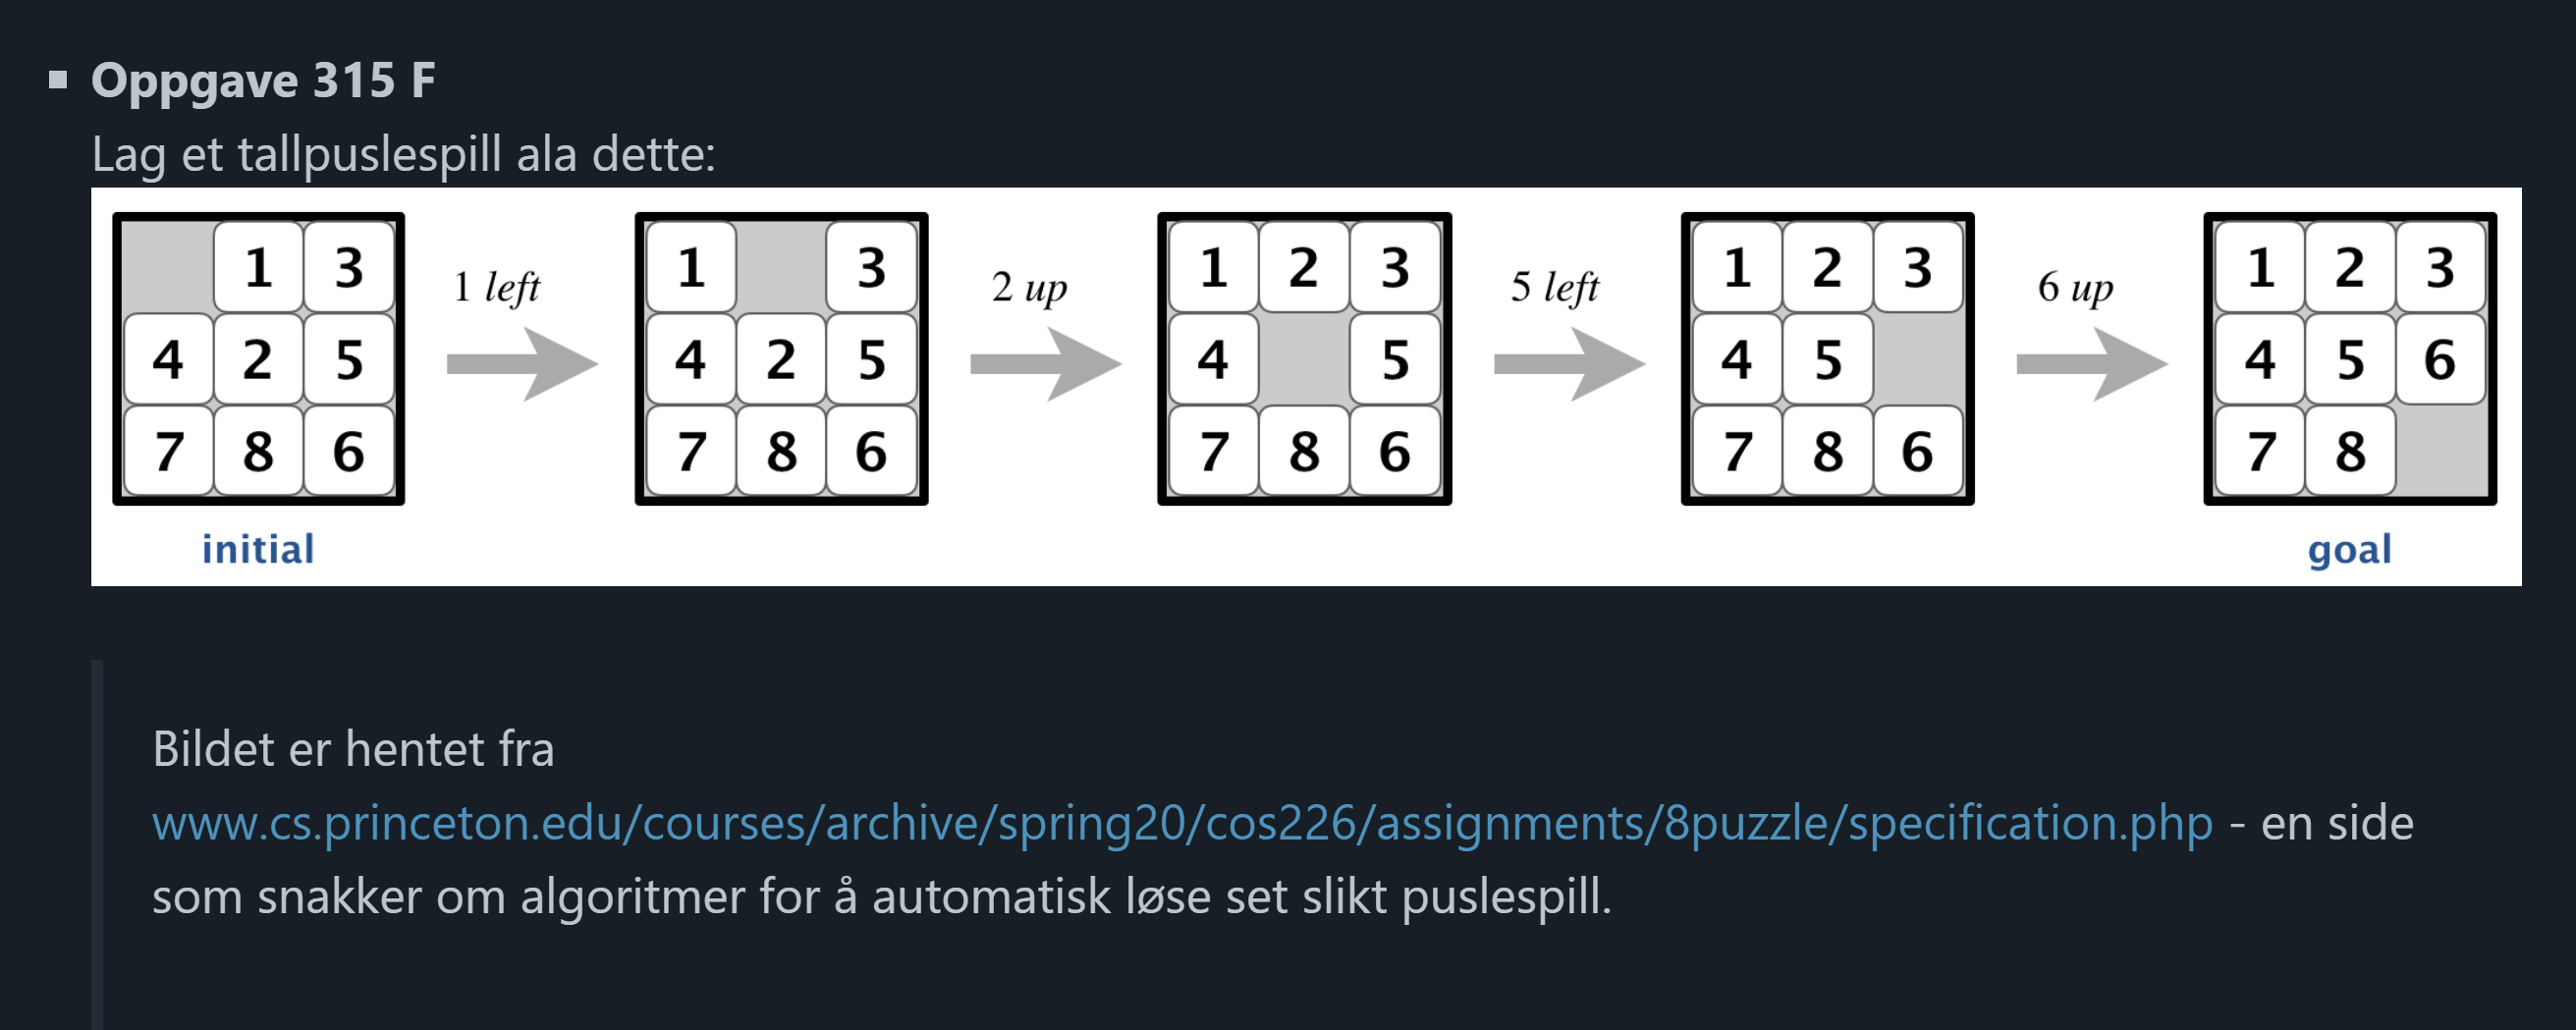 Oppgave 315 F
Lag et tallpuslespill ala dette:
1 3 1 left 1 3 2 up 1 2 3 5 left 1 2 3 6 up 1 2 3
4 2 5 4 2 5 4 5 4 5 4 5 6
7 8 6 7 8 6 7 8 6 7 8 6 7 8
initial goal
Bildet er hentet fra
www.cs.princeton.edu/courses/archive/spring20/cos226/assignments/8puzzle/specification.php - en side
som snakker om algoritmer for å automatisk løse set slikt puslespill.